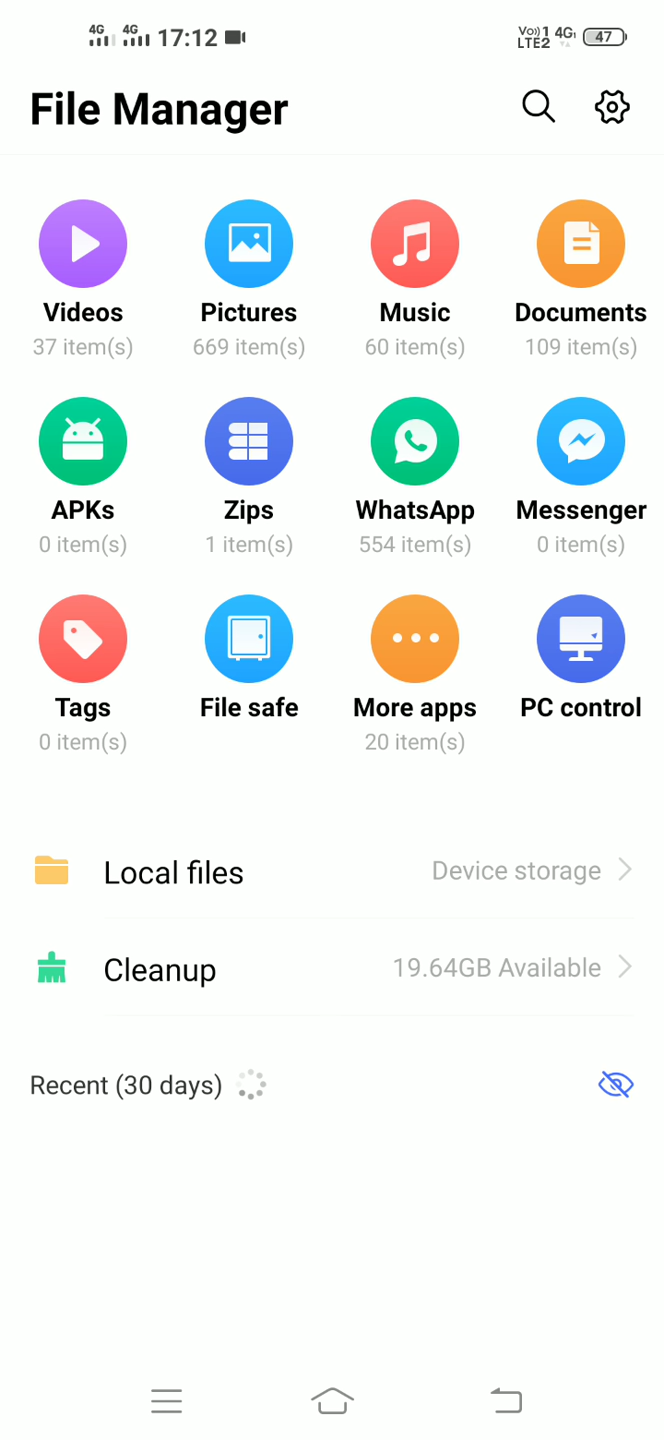 4G 4G 17:12 Vo)) 1 LTE2 4G1 47
File Manager
Videos Pictures Music Documents
37 item(s) 669 item(s) 60 item(s) 109 item(s)
APKs Zips WhatsApp Messenger
0 item(s) 1 item(s) 554 item(s) 0 item(s)
Tags File safe More apps PC control
0 item(s) 20 item(s)
Local files Device storage
Cleanup 19.64GB Available
Recent (30 days)